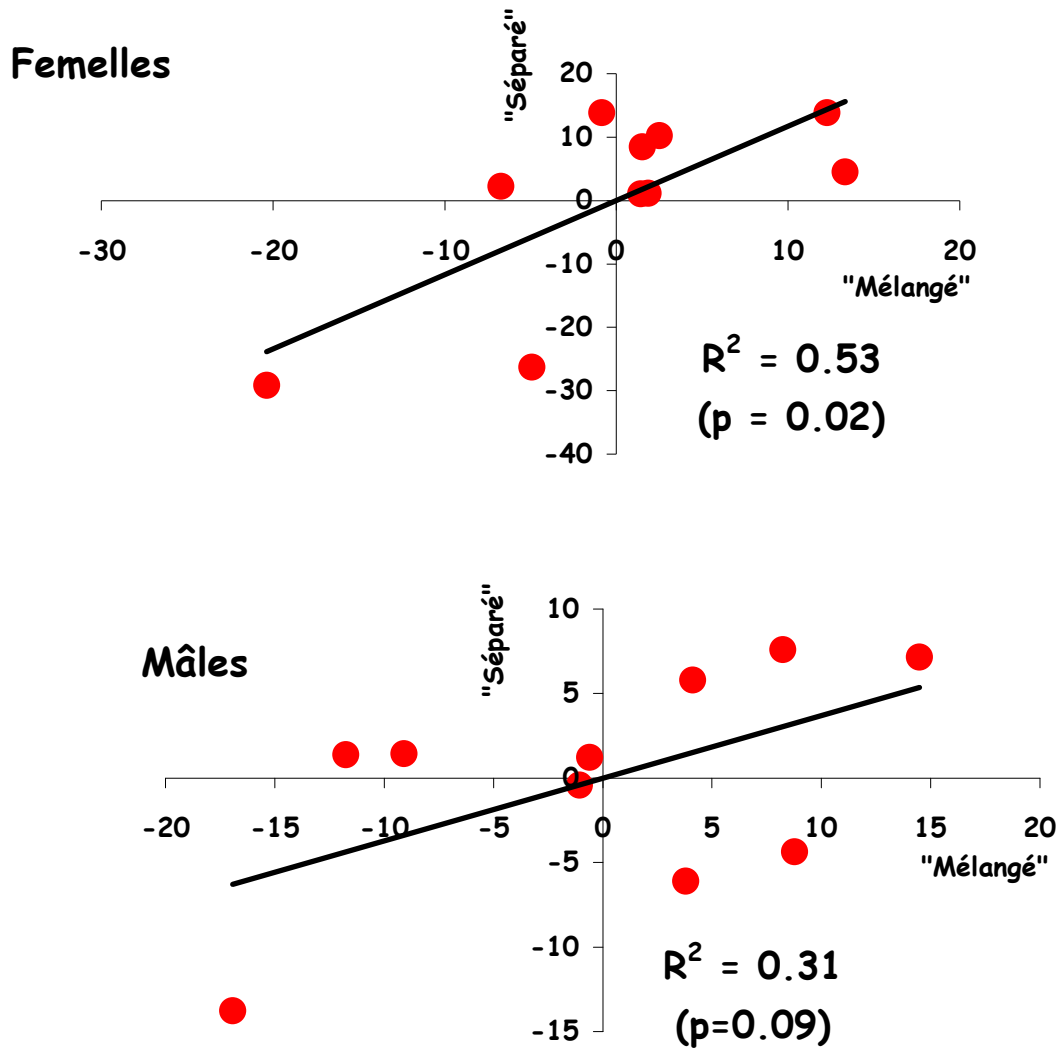 Femelles
"Séparé"
20
10
0
-10
-20
-30
-40
-30 -20 -10 0 10 20
"Mélangé"
R² = 0.53
(p = 0.02)
Mâles
"Séparé"
10
5
0
-5
-10
-15
-20 -15 -10 -5 0 5 10 15 20
"Mélangé"
R² = 0.31
(p=0.09)